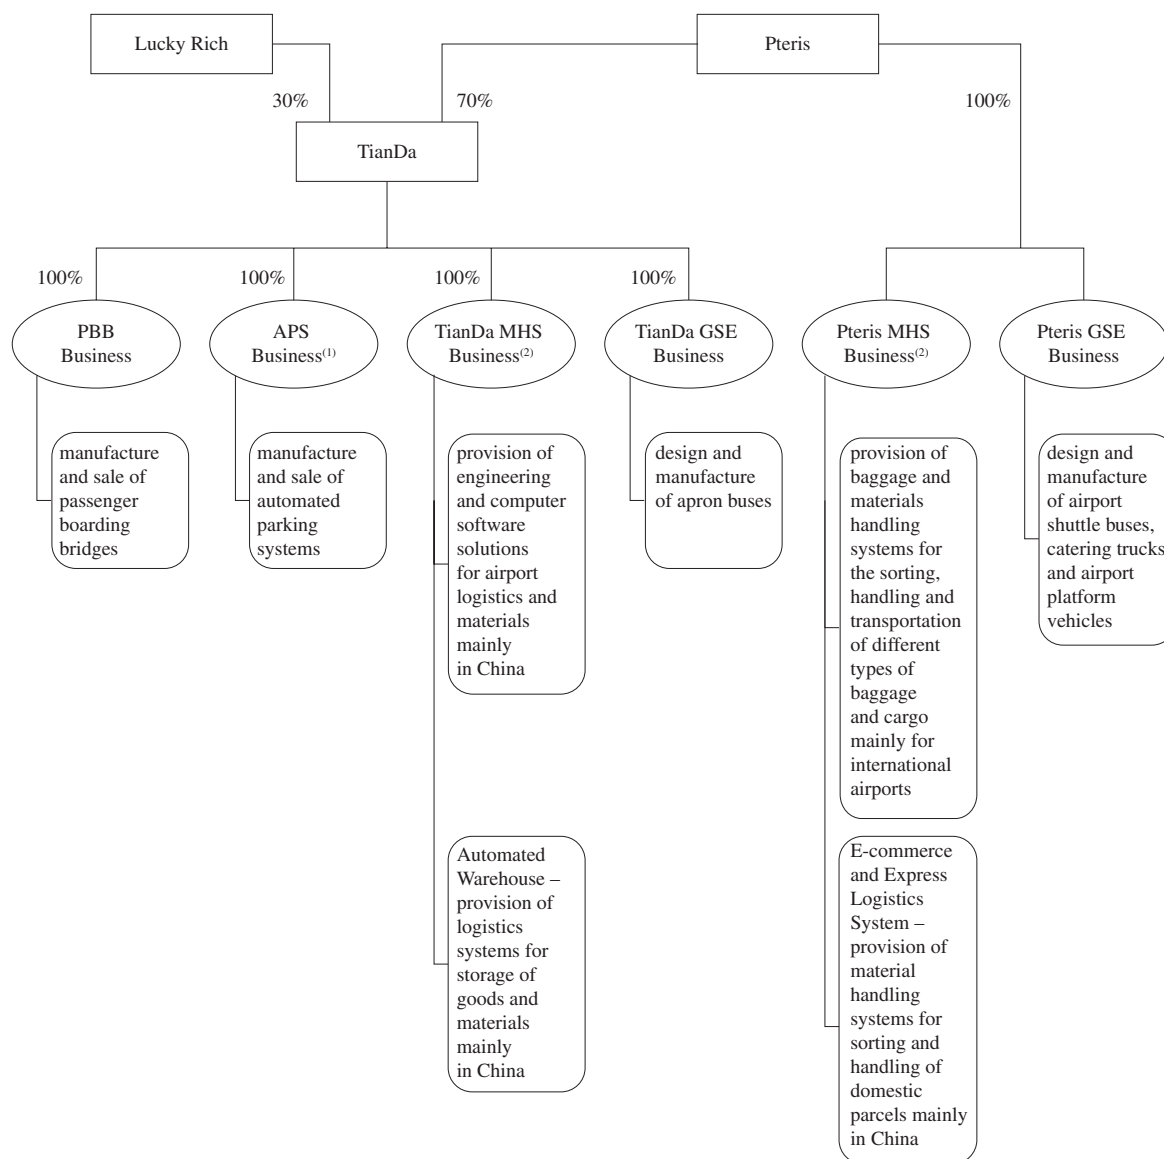 Lucky Rich
Pteris
30%
70%
100%
TianDa
100%
100%
100%
100%
PBB
Business
APS
Business(1)
TianDa MHS
Business(2)
TianDa GSE
Business
Pteris MHS
Business(2)
Pteris GSE
Business
manufacture
and sale of
passenger
boarding
bridges
manufacture
and sale of
automated
parking
systems
provision of
engineering
and computer
software
solutions
for airport
logistics and
materials
mainly
in China
design and
manufacture
of apron buses
provision of
baggage and
materials
handling
systems for
the sorting,
handling and
transportation
of different
types of
baggage
and cargo
mainly for
international
airports
design and
manufacture
of airport
shuttle buses,
catering trucks
and airport
platform
vehicles
Automated
Warehouse –
provision of
logistics
systems for
storage of
goods and
materials
mainly
in China
E-commerce
and Express
Logistics
System –
provision of
material
handling
systems for
sorting and
handling of
domestic
parcels mainly
in China